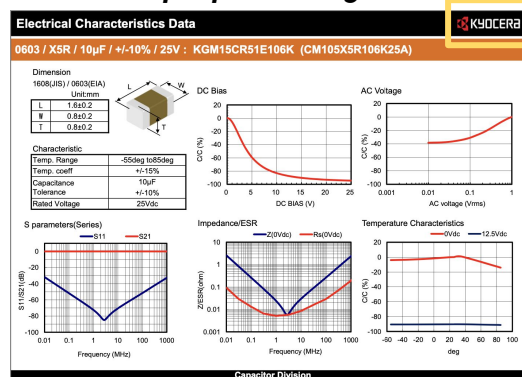 Electrical Characteristics Data
KYOCERA
0603 / X5R / 10µF / +/-10% / 25V : KGM15CR51E106K (CM105X5R106K25A)
Dimension
1608(JIS) / 0603(EIA)
Unit:mm
L 1.6±0.2
W 0.8±0.2
T 0.8±0.2
L
W
T
Characteristic
Temp. Range -55deg to85deg
Temp. coeff +/-15%
Capacitance 10µF
Tolerance +/-10%
Rated Voltage 25Vdc
DC Bias
C/C (%)
20
0
-20
-40
-60
-80
-100
0 5 10 15 20 25
DC BIAS (V)
AC Voltage
C/C (%)
20
0
-20
-40
-60
-80
-100
0.001 0.01 0.1 1
(Vrms) AC voltage (Vrms)
S parameters(Series)
S11 S21
S11/S21(dB)
0
-20
-40
-60
-80
-100
0.01 0.1 1 10 100 1000
Frequency (MHz)
Impedance/ESR
Z(0Vdc) Rs(0Vdc)
Z/ESR(ohm)
10
1
0.1
0.01
0.001
0.01 0.1 1 10 100 1000
Frequency (MHz)
Temperature Characteristics
0Vdc 12.5Vdc
C/C (%)
20
0
-20
-40
-60
-80
-100
-60 -40 -20 0 20 40 60 80 100
deg
Capacitor Division